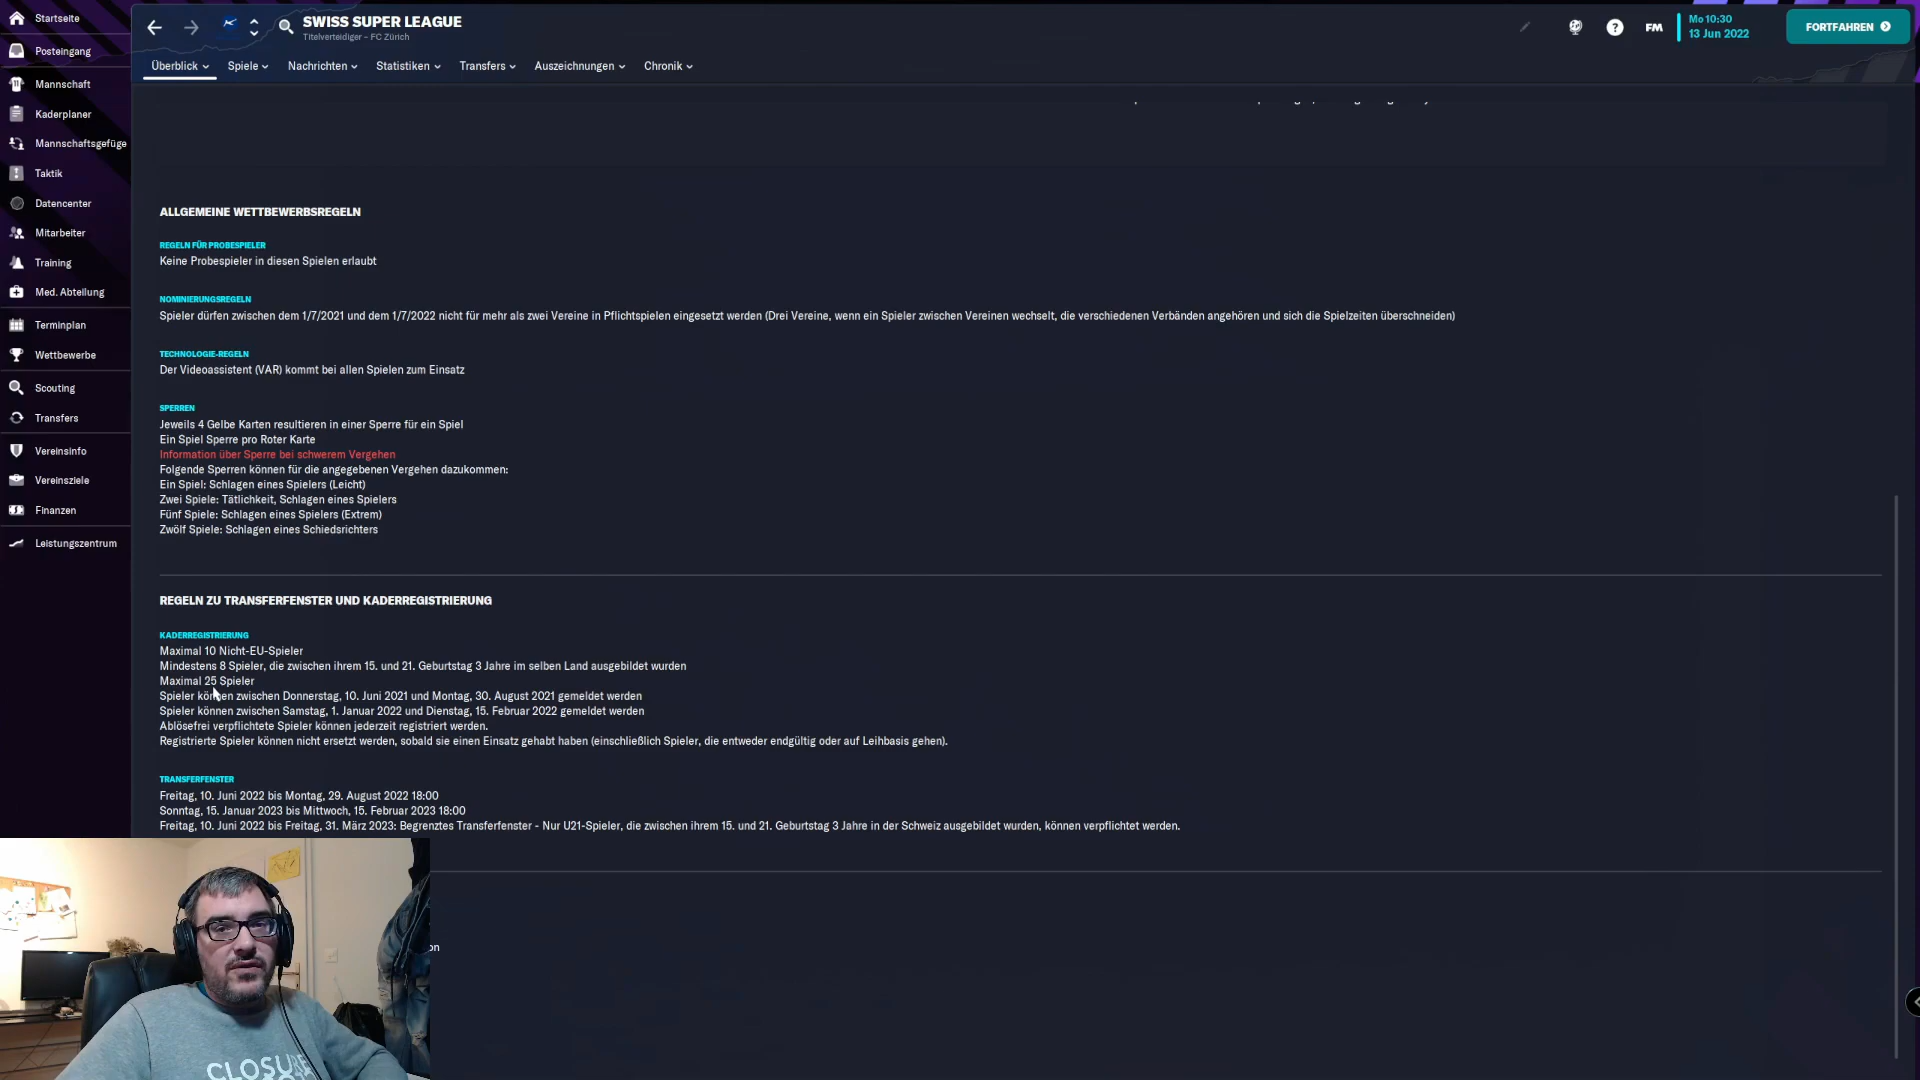 Startseite
Posteingang
Mannschaft
Kaderplaner
Mannschaftsgefüge
Taktik
Datencenter
Mitarbeiter
Training
Med. Abteilung
Terminplan
Wettbewerbe
Scouting
Transfers
Vereinsinfo
Vereinsziele
Finanzen
Leistungszentrum
SWISS SUPER LEAGUE
Titelverteidiger - FC Zürich
FM
Mo 10:30
13 Jun 2022
FORTFAHREN
Überblick Spiele Nachrichten Statistiken Transfers Auszeichnungen Chronik
ALLGEMEINE WETTBEWERBSREGELN
REGELN FÜR PROBESPIELER
Keine Probespieler in diesen Spielen erlaubt
NOMINIERUNGSREGELN
Spieler dürfen zwischen dem 1/7/2021 und dem 1/7/2022 nicht für mehr als zwei Vereine in Pflichtspielen eingesetzt werden (Drei Vereine, wenn ein Spieler zwischen Vereinen wechselt, die verschiedenen Verbänden angehören und sich die Spielzeiten überschneiden)
TECHNOLOGIE-REGELN
Der Videoassistent (VAR) kommt bei allen Spielen zum Einsatz
SPERREN
Jeweils 4 Gelbe Karten resultieren in einer Sperre für ein Spiel
Ein Spiel Sperre pro Roter Karte
Information über Sperre bei schwerem Vergehen
Folgende Sperren können für die angegebenen Vergehen dazukommen:
Ein Spiel: Schlagen eines Spielers (Leicht)
Zwei Spiele: Tätlichkeit, Schlagen eines Spielers
Fünf Spiele: Schlagen eines Spielers (Extrem)
Zwölf Spiele: Schlagen eines Schiedsrichters
REGELN ZU TRANSFERFENSTER UND KADERREGISTRIERUNG
KADERREGISTRIERUNG
Maximal 10 Nicht-EU-Spieler
Mindestens 8 Spieler, die zwischen ihrem 15. und 21. Geburtstag 3 Jahre im selben Land ausgebildet wurden
Maximal 25 Spieler
Spieler können zwischen Donnerstag, 10. Juni 2021 und Montag, 30. August 2021 gemeldet werden
Spieler können zwischen Samstag, 1. Januar 2022 und Dienstag, 15. Februar 2022 gemeldet werden
Ablösefrei verpflichtete Spieler können jederzeit registriert werden.
Registrierte Spieler können nicht ersetzt werden, sobald sie einen Einsatz gehabt haben (einschließlich Spieler, die entweder endgültig oder auf Leihbasis gehen).
TRANSFERFENSTER
Freitag, 10. Juni 2022 bis Montag, 29. August 2022 18:00
Sonntag, 15. Januar 2023 bis Mittwoch, 15. Februar 2023 18:00
Freitag, 10. Juni 2022 bis Freitag, 31. März 2023: Begrenztes Transferfenster - Nur U21-Spieler, die zwischen ihrem 15. und 21. Geburtstag 3 Jahre in der Schweiz ausgebildet wurden, können verpflichtet werden.
on
CLOSURE